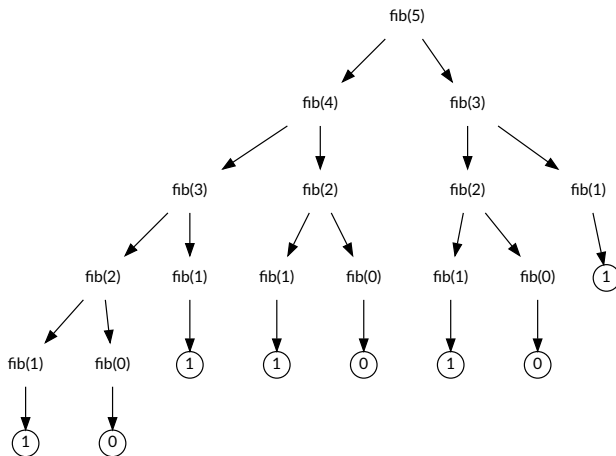 fib(5)
fib(4) fib(3)
fib(3) fib(2) fib(2) fib(1)
fib(2) fib(1) fib(1) fib(0) fib(1) fib(0) 1
fib(1) fib(0) 1 1 0 1 0
1 0